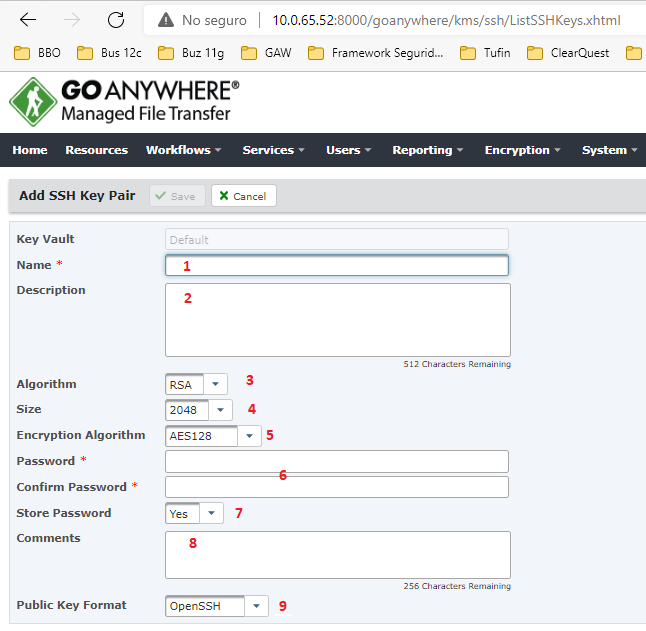 No seguro | 10.0.65.52:8000/goanywhere/kms/ssh/ListSSHKeys.xhtml
BBO Bus 12c Buz 11g GAW Framework Segurid... Tufin ClearQuest
GO ANYWHERE®
Managed File Transfer
Home Resources Workflows Services Users Reporting Encryption System
Add SSH Key Pair Save Cancel
Key Vault Default
Name * 1
Description 2
512 Characters Remaining
Algorithm RSA 3
Size 2048 4
Encryption Algorithm AES128 5
Password *
6
Confirm Password *
Store Password Yes 7
Comments 8
256 Characters Remaining
Public Key Format OpenSSH 9